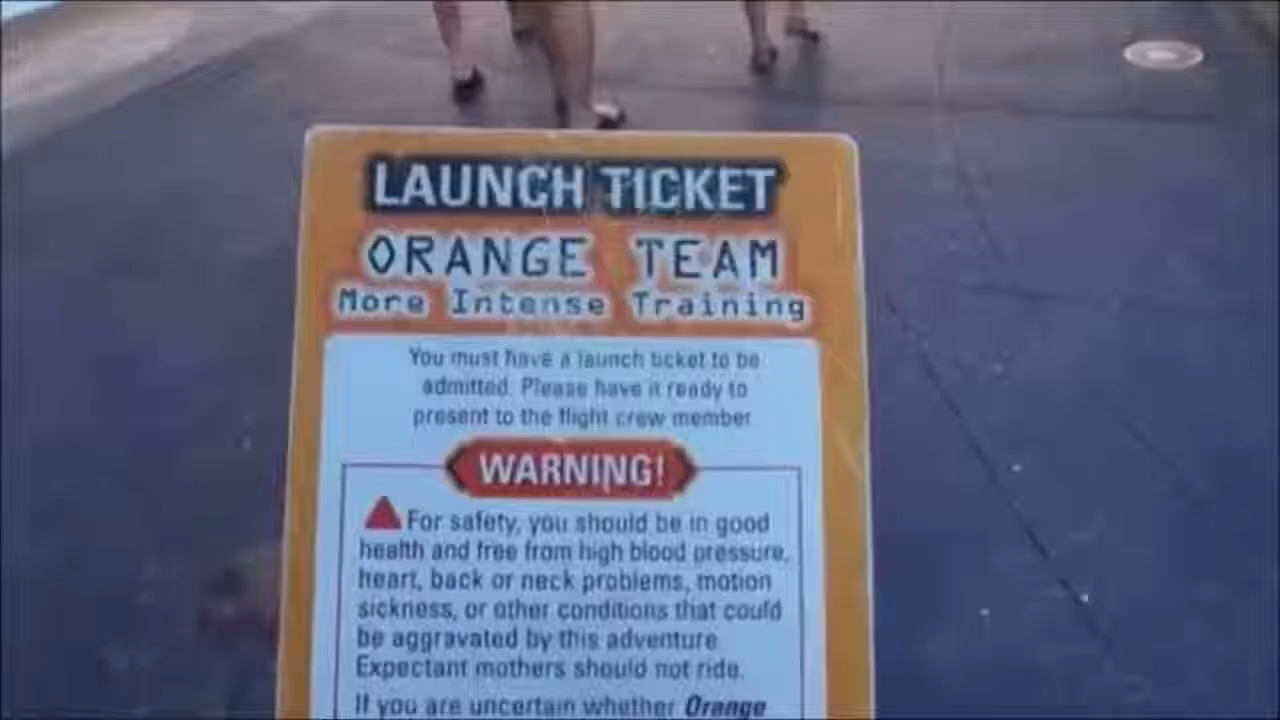 LAUNCH TICKET
ORANGE TEAM
More Intense Training
You must have a launch ticket to be
admitted. Please have it ready to
present to the flight crew member.
WARNING!
For safety, you should be in good
health and free from high blood pressure,
heart, back or neck problems, motion
sickness, or other conditions that could
be aggravated by this adventure.
Expectant mothers should not ride.
If you are uncertain whether Orange